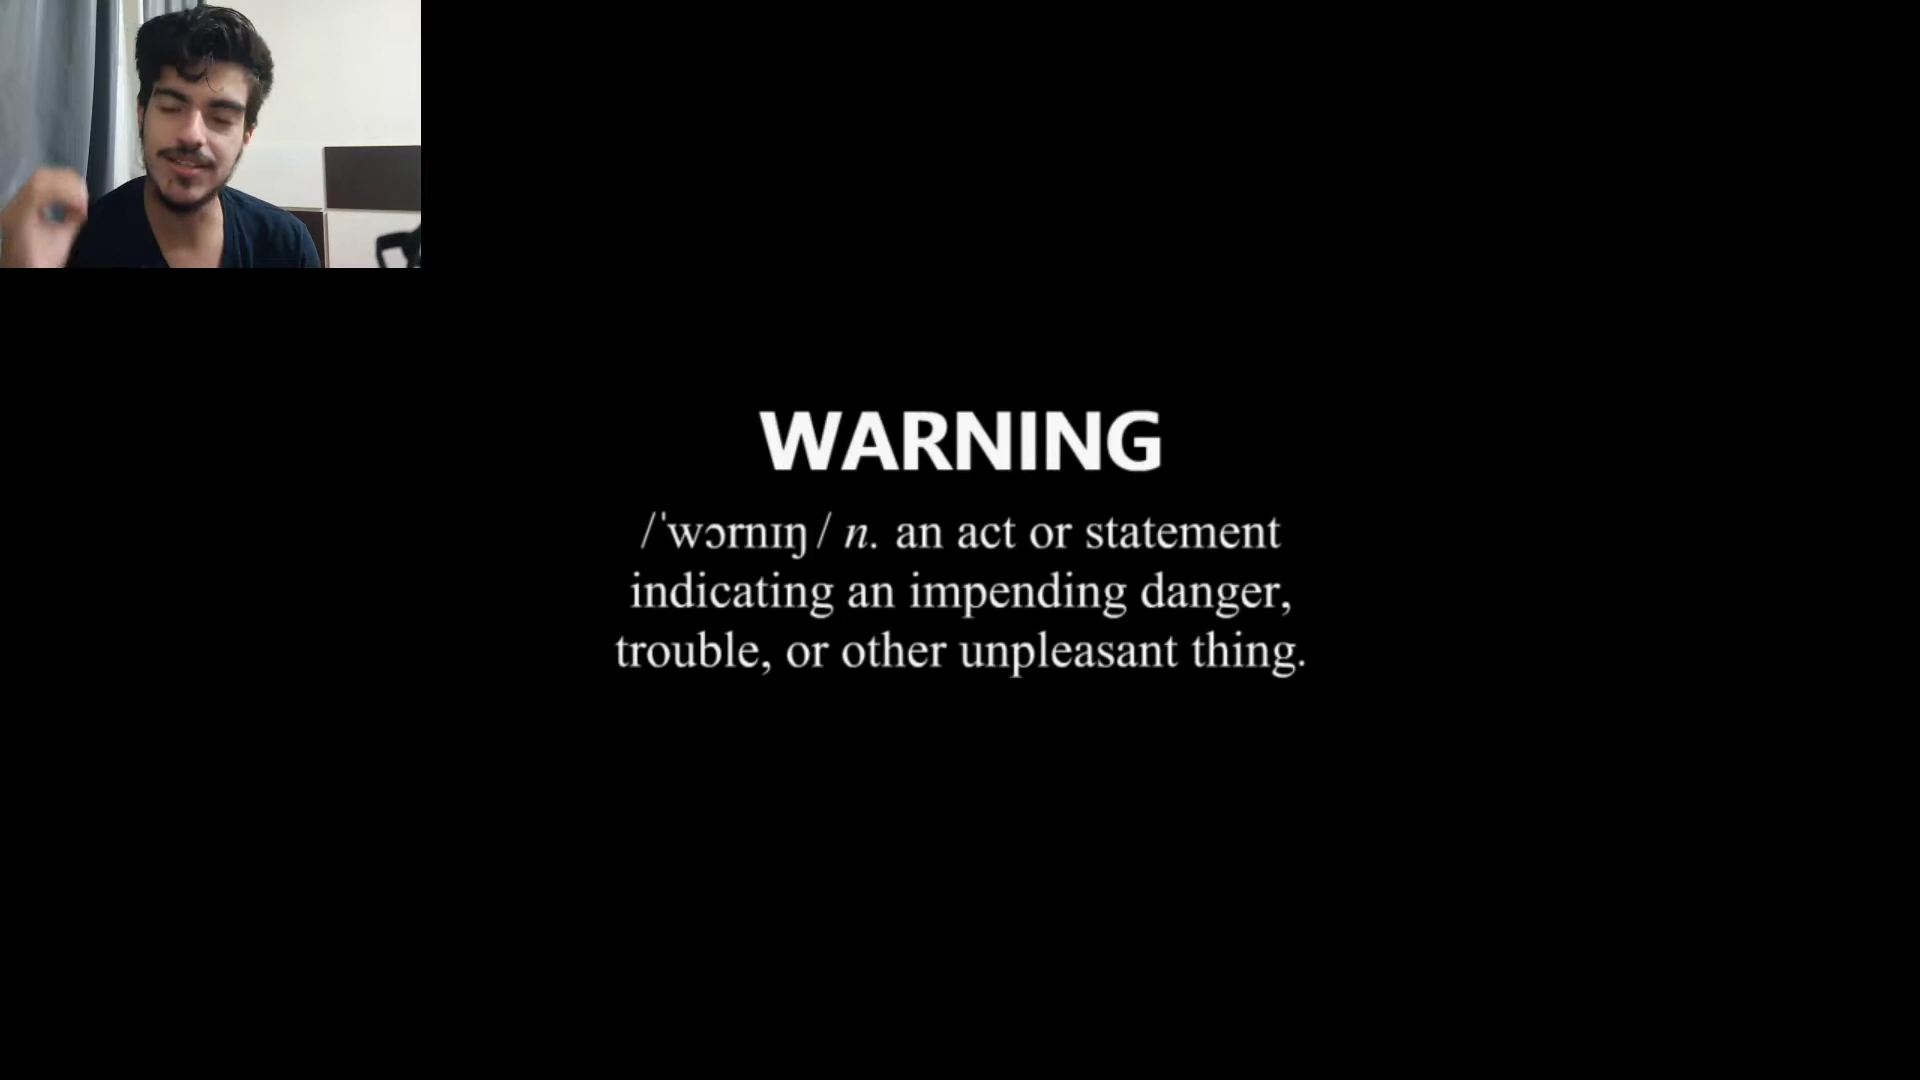 WARNING
/ˈwɔrnɪŋ/ n. an act or statement
indicating an impending danger,
trouble, or other unpleasant thing.